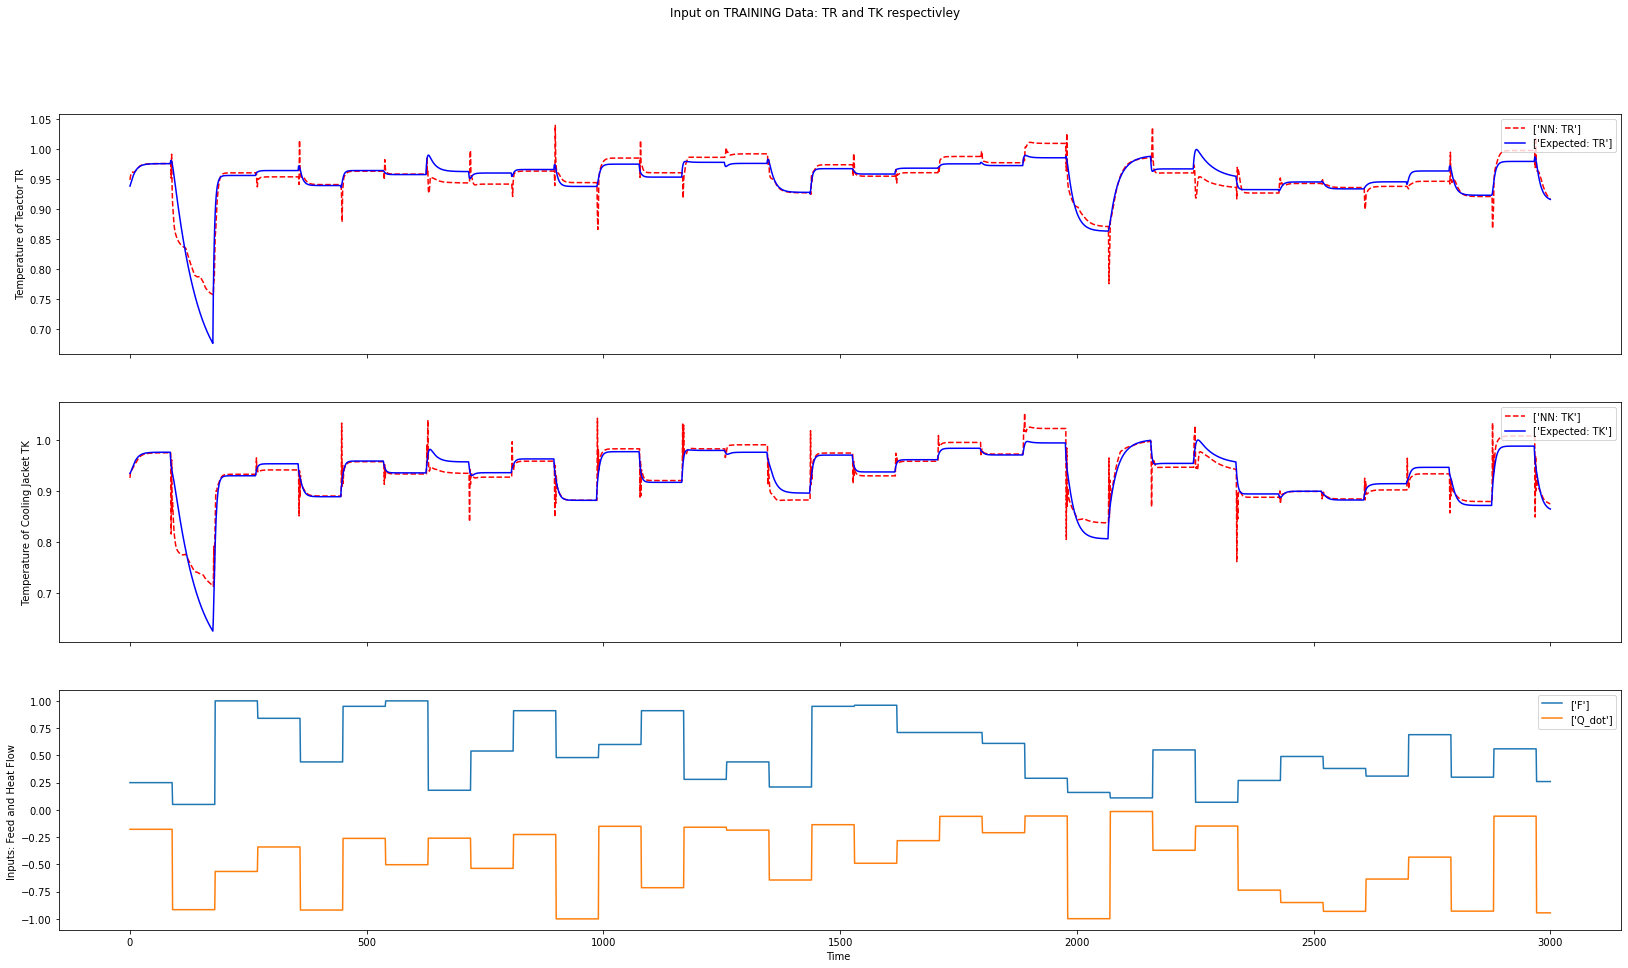 Input on TRAINING Data: TR and TK respectivley
Temperature of Teactor TR
1.05
1.00
0.95
0.90
0.85
0.80
0.75
0.70
['NN: TR']
['Expected: TR']
Temperature of Cooling Jacket TK
1.0
0.9
0.8
0.7
['NN: TK']
['Expected: TK']
Inputs: Feed and Heat Flow
1.00
0.75
0.50
0.25
0.00
−0.25
−0.50
−0.75
−1.00
['F']
['Q_dot']
0 500 1000 1500 2000 2500 3000
Time